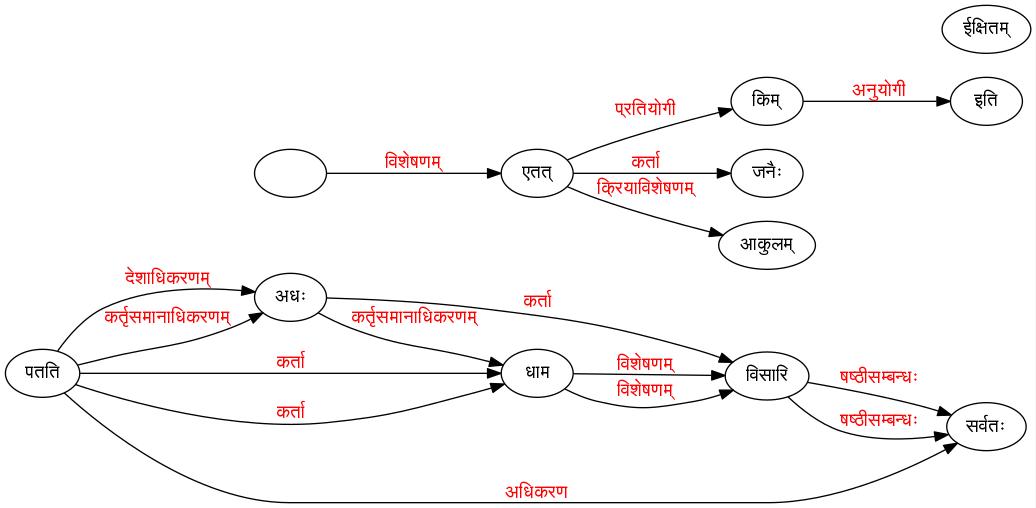 ईक्षितम्
किम्
अनुयोगी
इति
प्रतियोगी
विशेषणम्
एतत्
कर्ता
जनैः
क्रियाविशेषणम्
आकुलम्
देशाधिकरणम्
अधः
कर्ता
कर्तृसमानाधिकरणम्
कर्तृसमानाधिकरणम्
पतति
कर्ता
धाम
विशेषणम्
विशेषणम्
विसारि
षष्ठीसम्बन्धः
कर्ता
षष्ठीसम्बन्धः
सर्वतः
अधिकरण